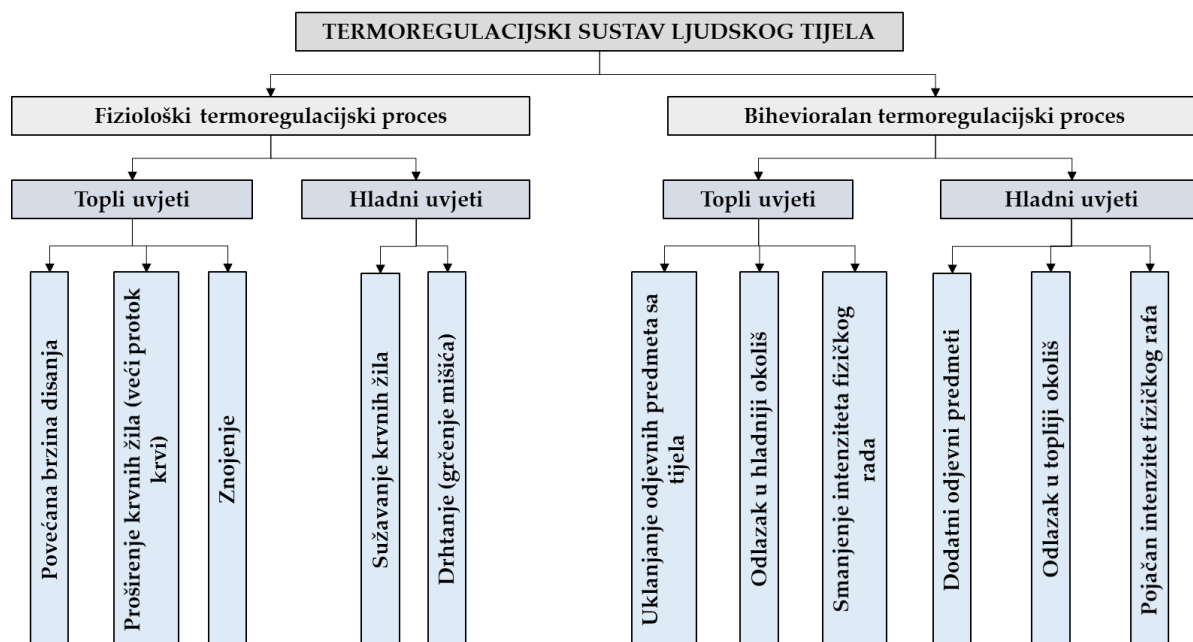 TERMOREGULACIJSKI SUSTAV LJUDSKOG TIJELA
Fiziološki termoregulacijski proces
Bihevioralan termoregulacijski proces
Topli uvjeti
Hladni uvjeti
Topli uvjeti
Hladni uvjeti
Povećana brzina disanja
Proširenje krvnih žila (veći protok
krvi)
Znojenje
Sužavanje krvnih žila
Drhtanje (grčenje mišića)
Uklanjanje odjevnih predmeta sa
tijela
Odlazak u hladniji okoliš
Smanjenje intenziteta fizičkog
rada
Dodatni odjevni predmeti
Odlazak u topliji okoliš
Pojačan intenzitet fizičkog rafa